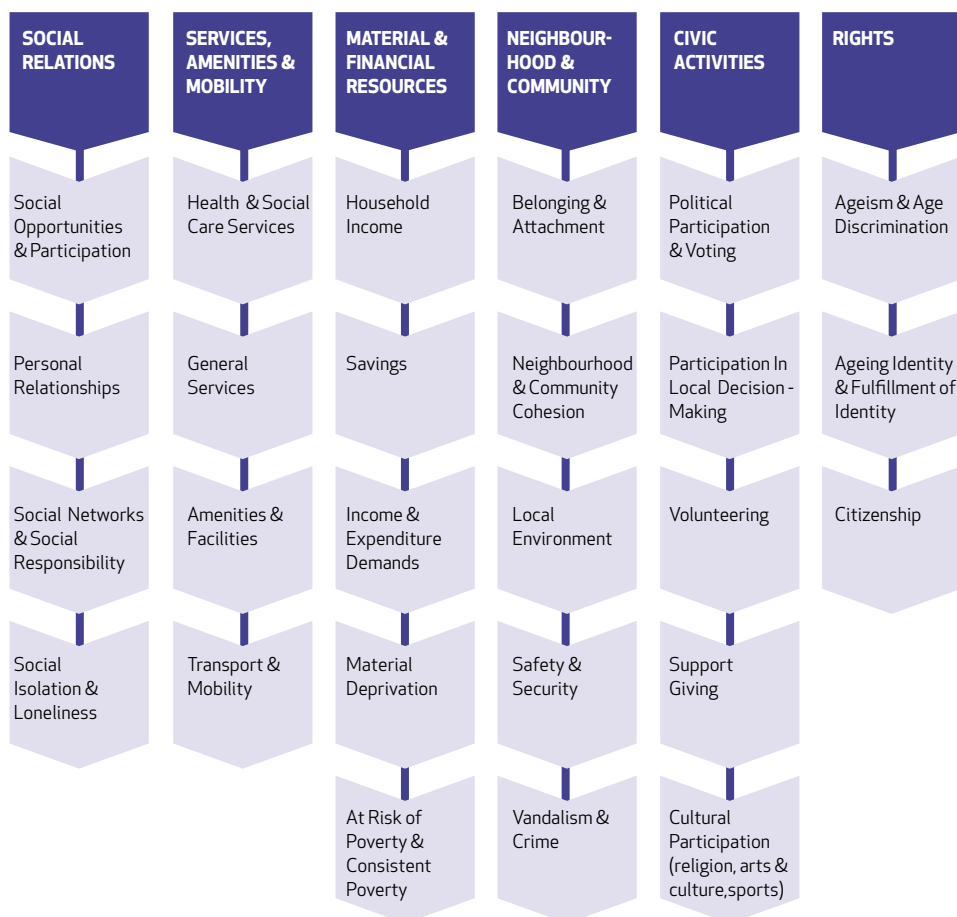 SOCIAL
RELATIONS
Social
Opportunities
& Participation
Personal
Relationships
Social Networks
& Social
Responsibility
Social
Isolation &
Loneliness
SERVICES,
AMENITIES &
MOBILITY
Health & Social
Care Services
General
Services
Amenities &
Facilities
Transport &
Mobility
MATERIAL &
FINANCIAL
RESOURCES
Household
Income
Savings
Income &
Expenditure
Demands
Material
Deprivation
At Risk of
Poverty &
Consistent
Poverty
NEIGHBOUR-
HOOD &
COMMUNITY
Belonging &
Attachment
Neighbourhood
& Community
Cohesion
Local
Environment
Safety &
Security
Vandalism &
Crime
CIVIC
ACTIVITIES
Political
Participation
& Voting
Participation In
Local Decision -
Making
Volunteering
Support
Giving
Cultural
Participation
(religion, arts &
culture,sports)
RIGHTS
Ageism & Age
Discrimination
Ageing Identity
& Fulfillment of
Identity
Citizenship